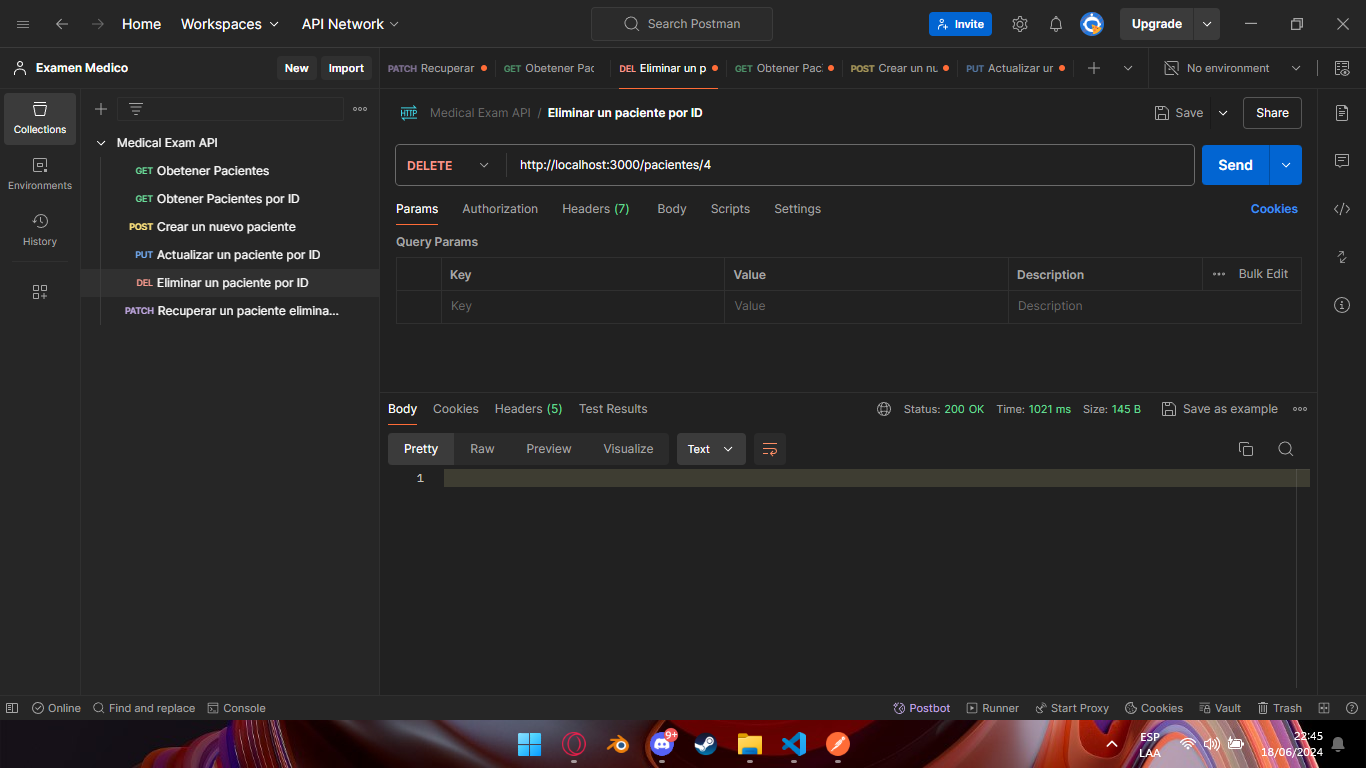 Home Workspaces API Network Search Postman Invite Upgrade
Examen Medico New Import PATCH Recuperar GET Obetener Pac DEL Eliminar un p GET Obtener Pac POST Crear un nu PUT Actualizar ur No environment
Collections
Environments
History
Medical Exam API
GET Obetener Pacientes
GET Obtener Pacientes por ID
POST Crear un nuevo paciente
PUT Actualizar un paciente por ID
DEL Eliminar un paciente por ID
PATCH Recuperar un paciente elimina...
HTTP Medical Exam API / Eliminar un paciente por ID Save Share
DELETE http://localhost:3000/pacientes/4 Send
Params Authorization Headers (7) Body Scripts Settings Cookies
Query Params
Key Value Description Bulk Edit
Key Value Description
Body Cookies Headers (5) Test Results Status: 200 OK Time: 1021 ms Size: 145 B Save as example
Pretty Raw Preview Visualize Text
1
Online Find and replace Console Postbot Runner Start Proxy Cookies Vault Trash
9+
ESP
LAA
22:45
18/06/2024